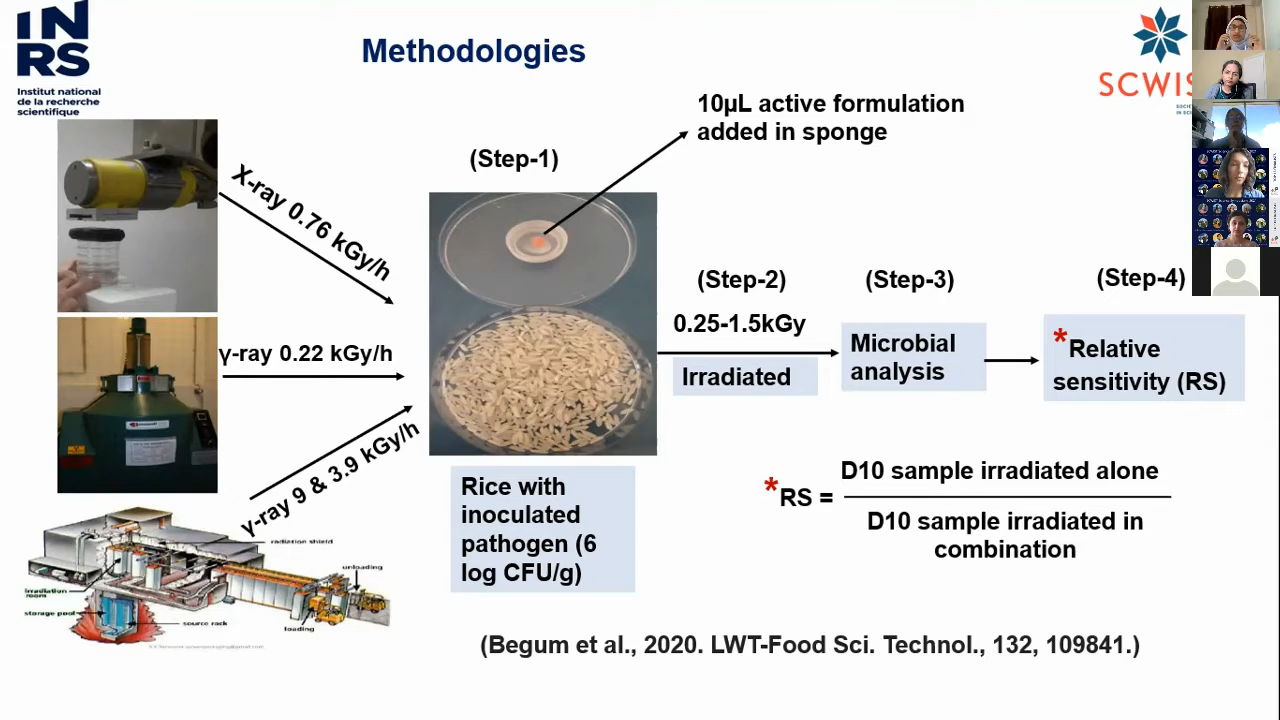 INRS
Institut national
de la recherche
scientifique
Methodologies
SCWIS
10µL active formulation
added in sponge
(Step-1)
X-ray 0.76 kGy/h
γ-ray 0.22 kGy/h
γ-ray 9 & 3.9 kGy/h
(Step-2)
0.25-1.5kGy
Irradiated
(Step-3)
Microbial
analysis
(Step-4)
*Relative
sensitivity (RS)
Rice with
inoculated
pathogen (6
log CFU/g)
*RS =
D10 sample irradiated alone
D10 sample irradiated in
combination
radiation shield
unloading
irradiation
room
storage pool
source rack
loading
(Begum et al., 2020. LWT-Food Sci. Technol., 132, 109841.)